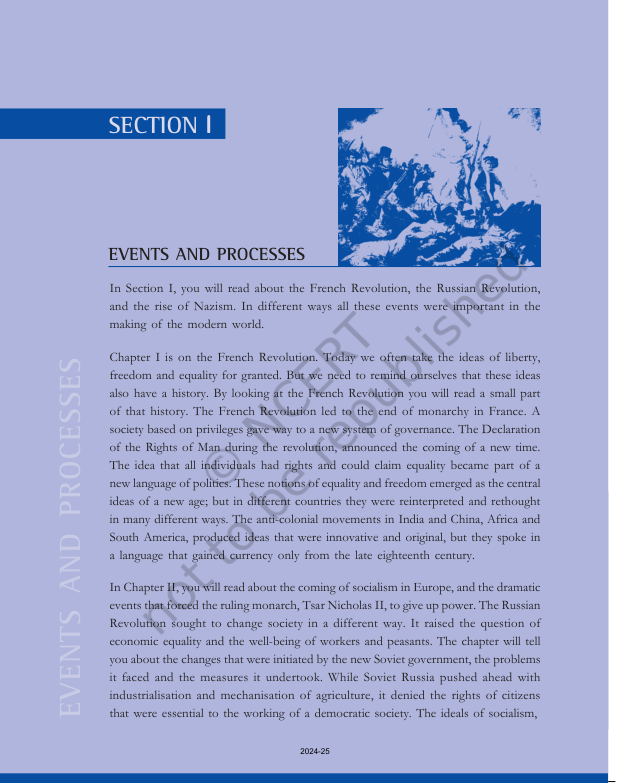 SECTION I
EVENTS AND PROCESSES
In Section I, you will read about the French Revolution, the Russian Revolution,
and the rise of Nazism. In different ways all these events were important in the
making of the modern world.
Chapter I is on the French Revolution. Today we often take the ideas of liberty,
freedom and equality for granted. But we need to remind ourselves that these ideas
also have a history. By looking at the French Revolution you will read a small part
of that history. The French Revolution led to the end of monarchy in France. A
society based on privileges gave way to a new system of governance. The Declaration
of the Rights of Man during the revolution, announced the coming of a new time.
The idea that all individuals had rights and could claim equality became part of a
new language of politics. These notions of equality and freedom emerged as the central
ideas of a new age; but in different countries they were reinterpreted and rethought
in many different ways. The anti-colonial movements in India and China, Africa and
South America, produced ideas that were innovative and original, but they spoke in
a language that gained currency only from the late eighteenth century.
In Chapter II, you will read about the coming of socialism in Europe, and the dramatic
events that forced the ruling monarch, Tsar Nicholas II, to give up power. The Russian
Revolution sought to change society in a different way. It raised the question of
economic equality and the well-being of workers and peasants. The chapter will tell
you about the changes that were initiated by the new Soviet government, the problems
it faced and the measures it undertook. While Soviet Russia pushed ahead with
industrialisation and mechanisation of agriculture, it denied the rights of citizens
that were essential to the working of a democratic society. The ideals of socialism,
EVENTS AND PROCESSES
© NCERT
not to be republished
2024-25